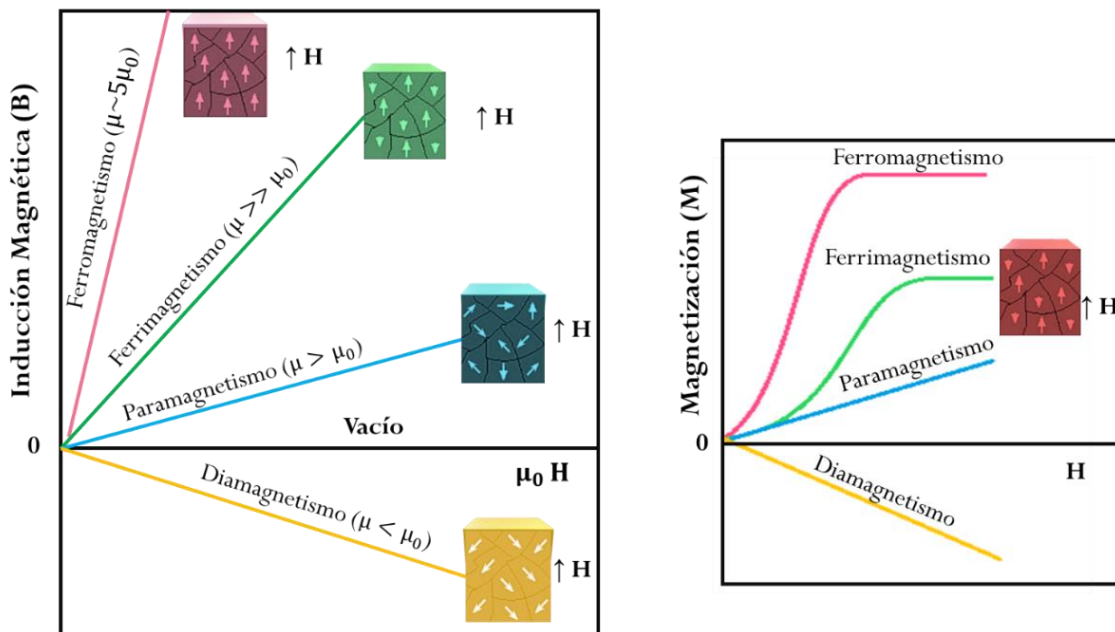 Inducción Magnética (B)
Ferromagnetismo (μ~5μ₀)
↑ H
Ferrimagnetismo (μ >> μ₀)
↑ H
Paramagnetismo (μ > μ₀)
↑ H
Vacío
0
μ₀ H
Diamagnetismo (μ < μ₀)
↑ H
Magnetización (M)
Ferromagnetismo
Ferrimagnetismo
↑ H
Paramagnetismo
0
H
Diamagnetismo